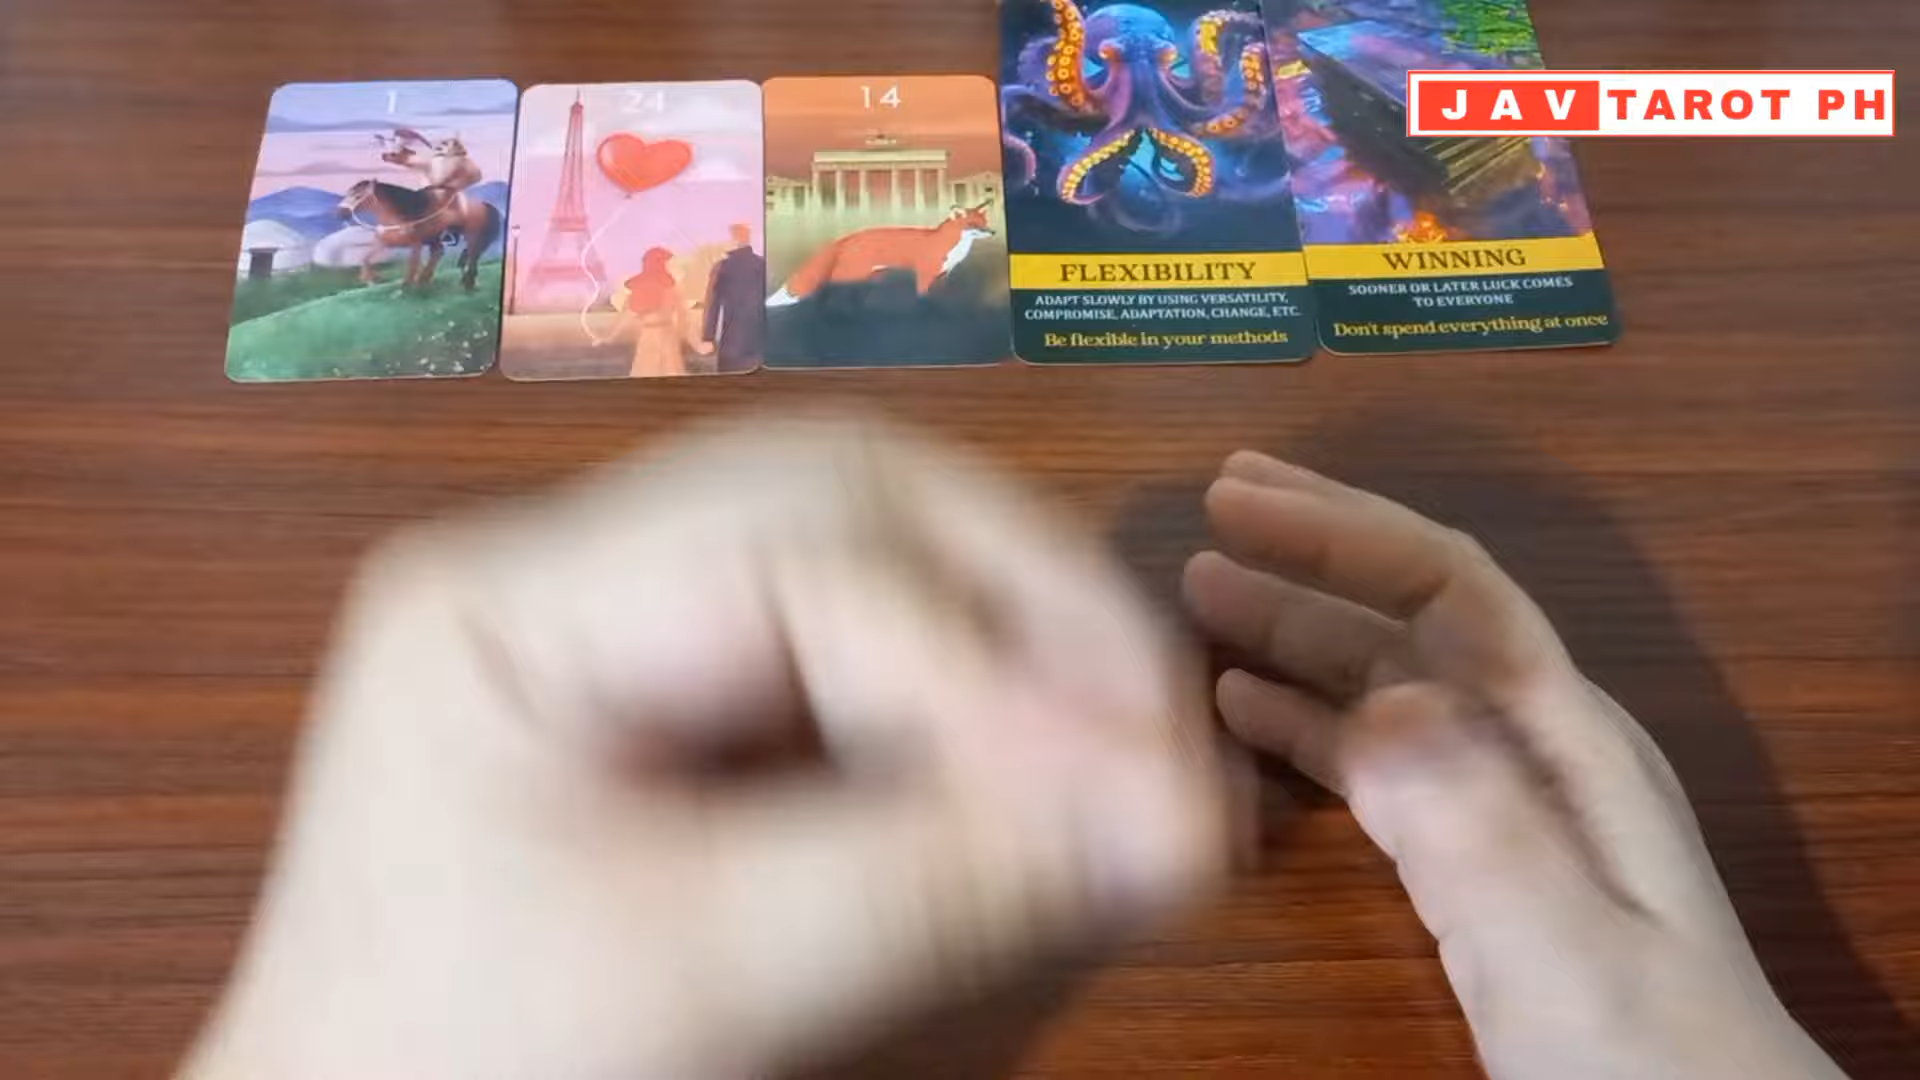 1
24
14
JAV TAROT PH
FLEXIBILITY
ADAPT SLOWLY BY USING VERSATILITY,
COMPROMISE, ADAPTATION, CHANGE, ETC.
Be flexible in your methods
WINNING
SOONER OR LATER LUCK COMES
TO EVERYONE
Don't spend everything at once